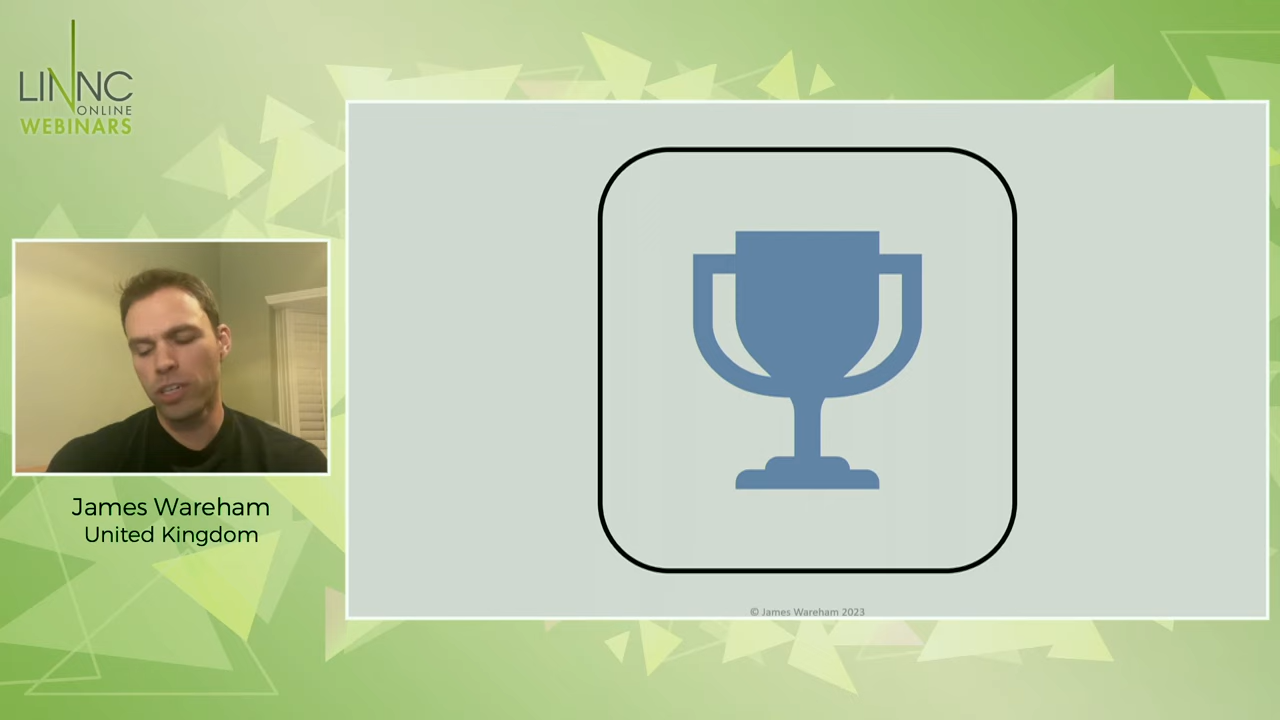 LINNC
ONLINE
WEBINARS
James Wareham
United Kingdom
© James Wareham 2023